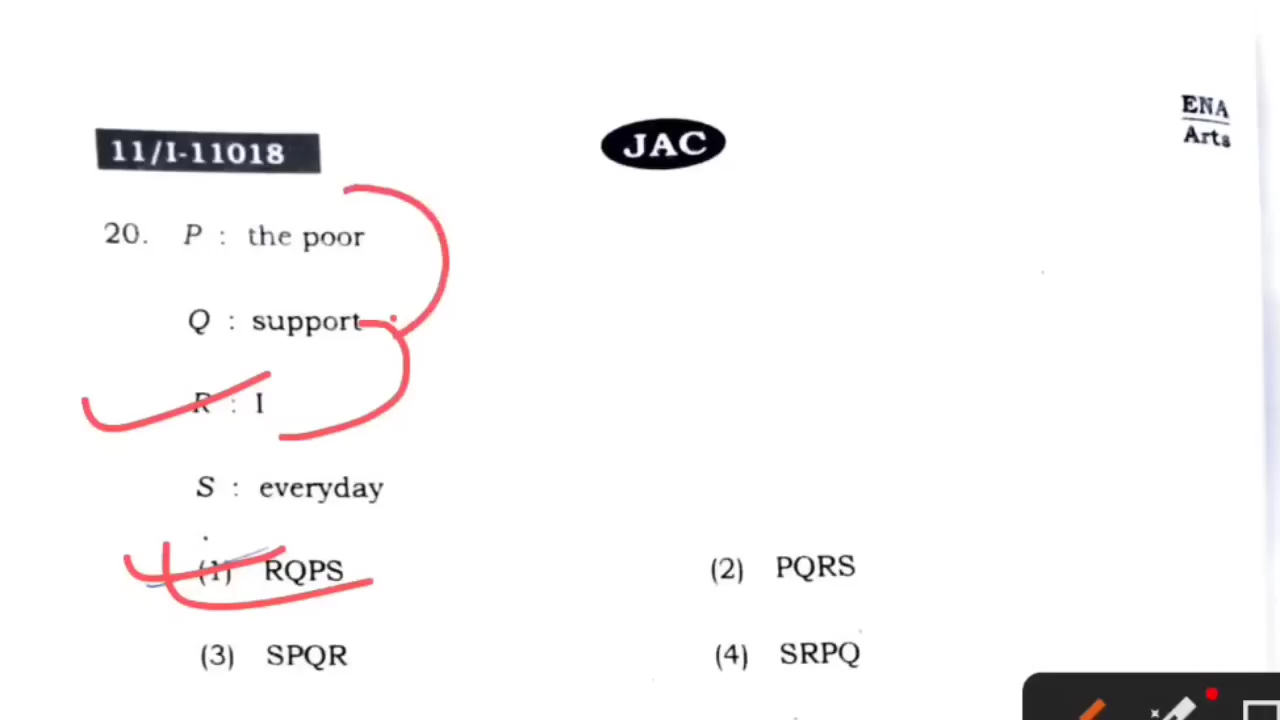 11/I-11018
JAC
ENA
Arts
20. P : the poor
Q : support
R : I
S : everyday
(1) RQPS
(2) PQRS
(3) SPQR
(4) SRPQ